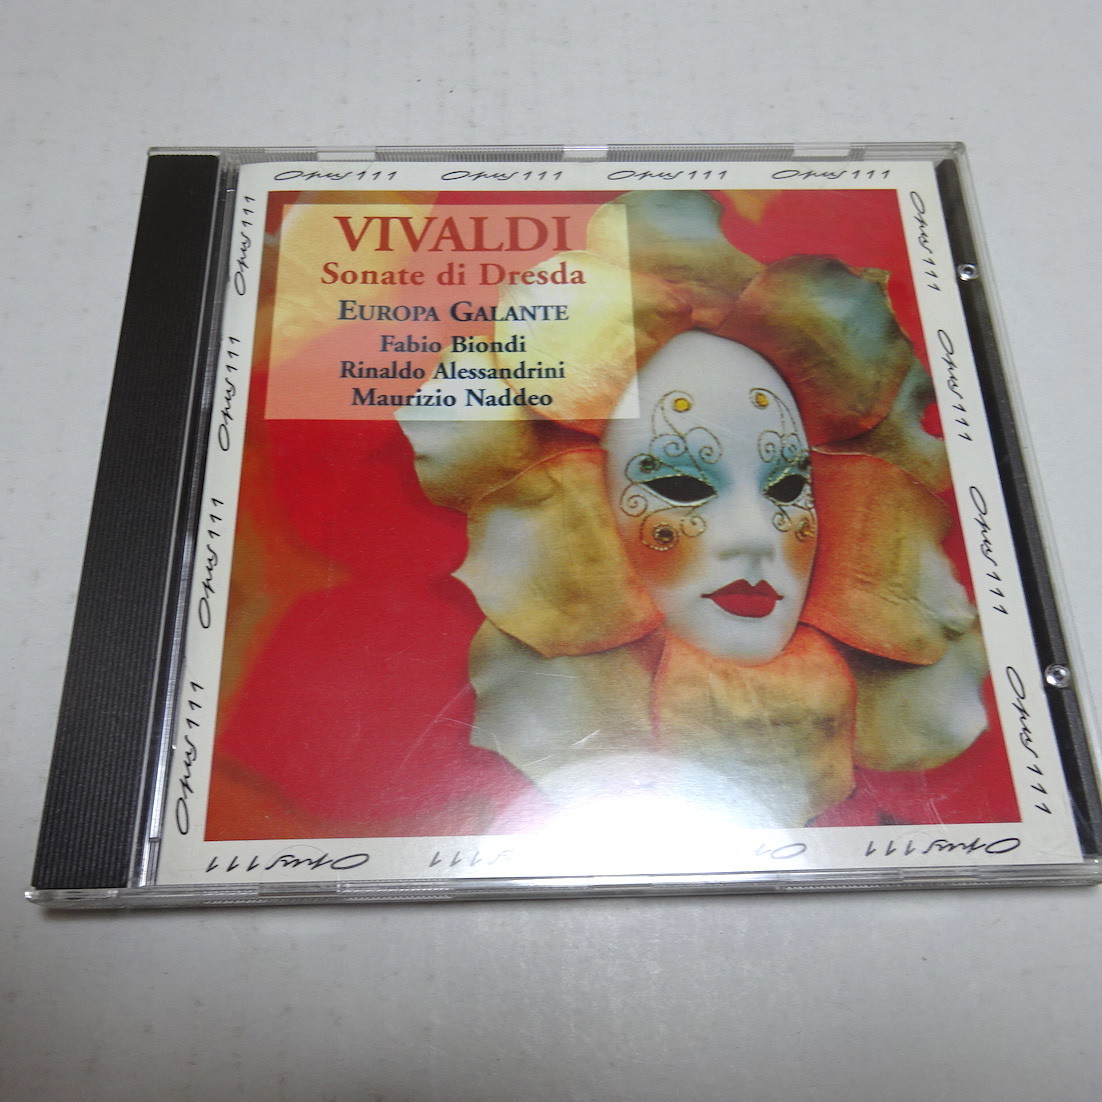 Opus 111 Opus 111 Opus 111 Opus 111
VIVALDI
Sonate di Dresda
EUROPA GALANTE
Fabio Biondi
Rinaldo Alessandrini
Maurizio Naddeo
Opus 111
Opus 111
Opus 111
Opus 111
Opus 111
Opus 111
Opus 111
Opus 111
Opus 111 Opus 111